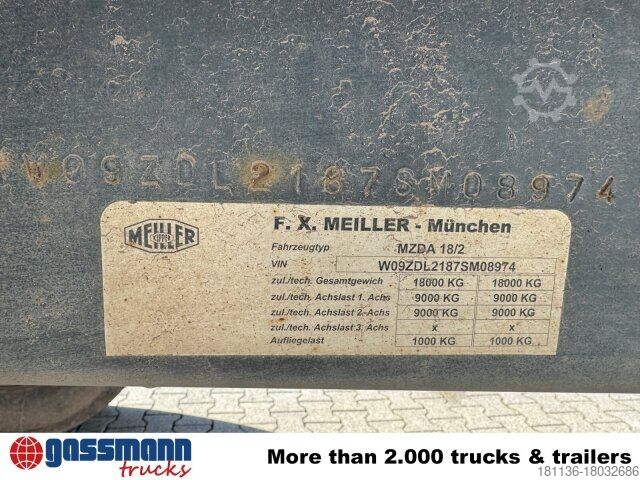 W09ZDL2187SM08974
MEILLER KIPPER
F. X. MEILLER - München
Fahrzeugtyp MZDA 18/2
VIN W09ZDL2187SM08974
zul./tech. Gesamtgewich 18000 KG 18000 KG
zul./tech. Achslast 1. Achs 9000 KG 9000 KG
zul./tech. Achslast 2. Achs 9000 KG 9000 KG
zul./tech. Achslast 3. Achs x x
Aufliegelast 1000 KG 1000 KG
gassmann
trucks
More than 2.000 trucks & trailers
181136-18032686